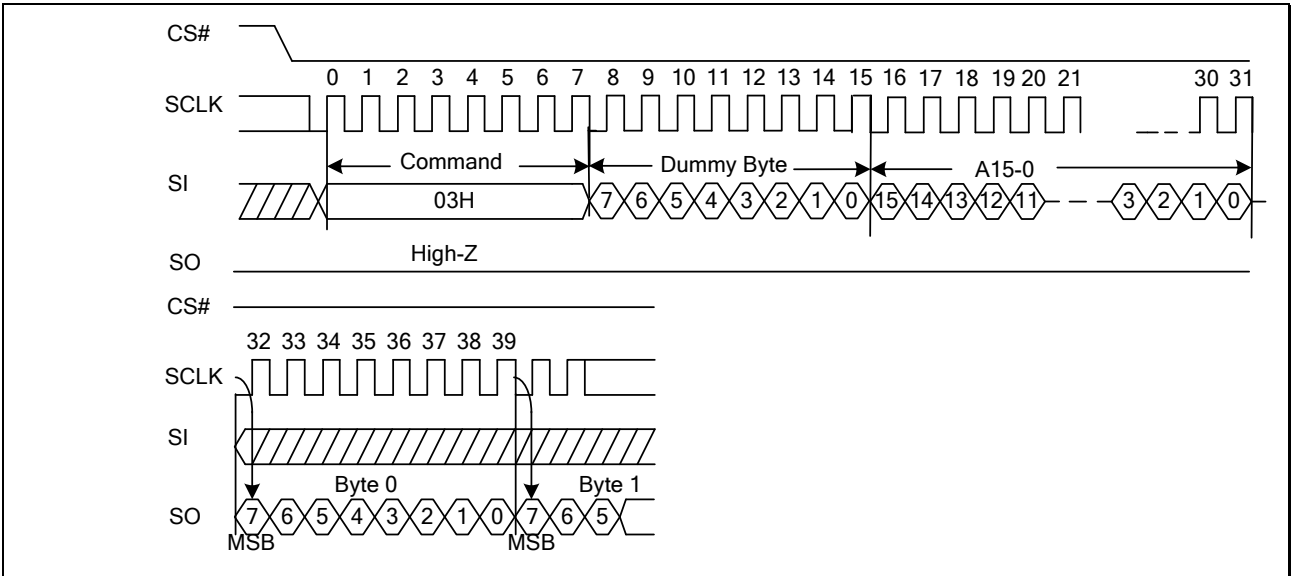 CS#
0 1 2 3 4 5 6 7 8 9 10 11 12 13 14 15 16 17 18 19 20 21 30 31
SCLK
Command Dummy Byte A15-0
SI
03H 7 6 5 4 3 2 1 0 15 14 13 12 11 3 2 1 0
High-Z
SO
CS#
32 33 34 35 36 37 38 39
SCLK
SI
Byte 0 Byte 1
SO 7 6 5 4 3 2 1 0 7 6 5
MSB MSB